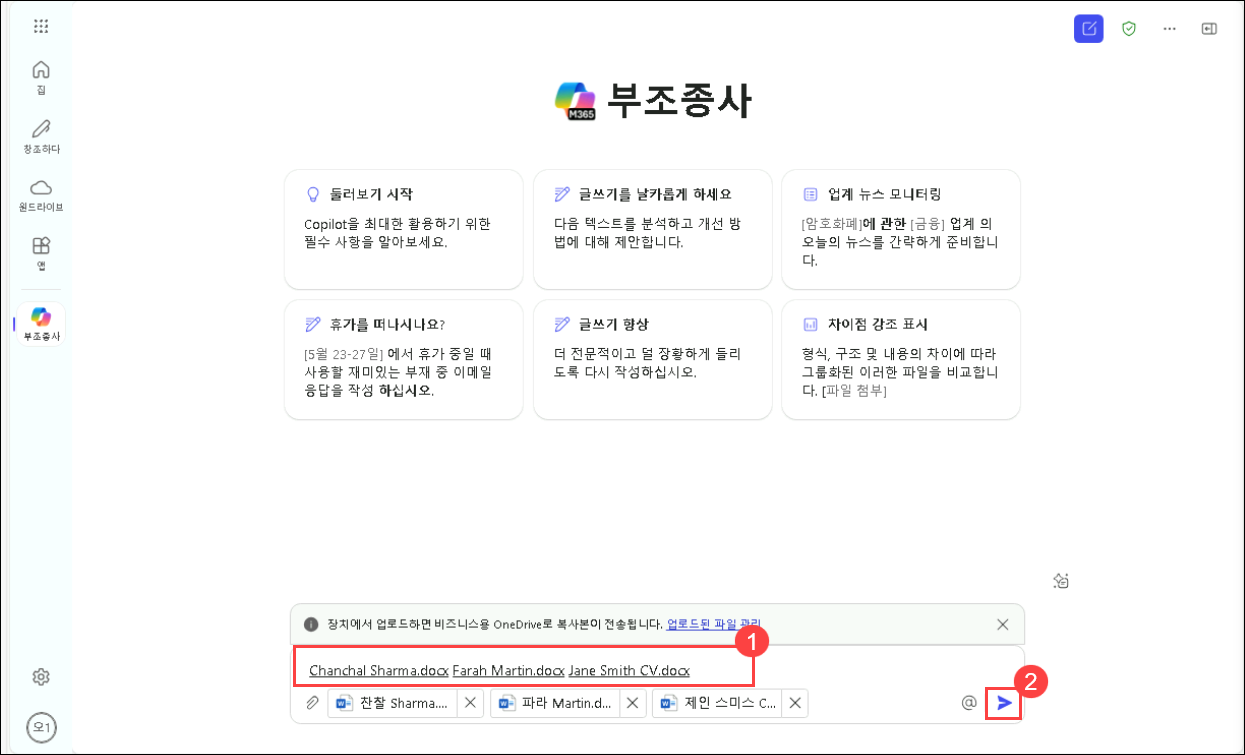 집
창조하다
원드라이브
앱
부조종사
오1
M365 부조종사
둘러보기 시작
Copilot을 최대한 활용하기 위한
필수 사항을 알아보세요.
글쓰기를 날카롭게 하세요
다음 텍스트를 분석하고 개선 방
법에 대해 제안합니다.
업계 뉴스 모니터링
[암호화폐]에 관한 [금융] 업계 의
오늘의 뉴스를 간략하게 준비합니
다.
휴가를 떠나시나요?
[5월 23-27일] 에서 휴가 중일 때
사용할 재미있는 부재 중 이메일
응답을 작성 하십시오.
글쓰기 향상
더 전문적이고 덜 장황하게 들리
도록 다시 작성하십시오.
차이점 강조 표시
형식, 구조 및 내용의 차이에 따라
그룹화된 이러한 파일을 비교합니
다. [파일 첨부]
장치에서 업로드하면 비즈니스용 OneDrive로 복사본이 전송됩니다. 업로드된 파일 관리
1
Chanchal Sharma.docx Farah Martin.docx Jane Smith CV.docx
2
찬찰 Sharma.... 파라 Martin.d... 제인 스미스 C... @